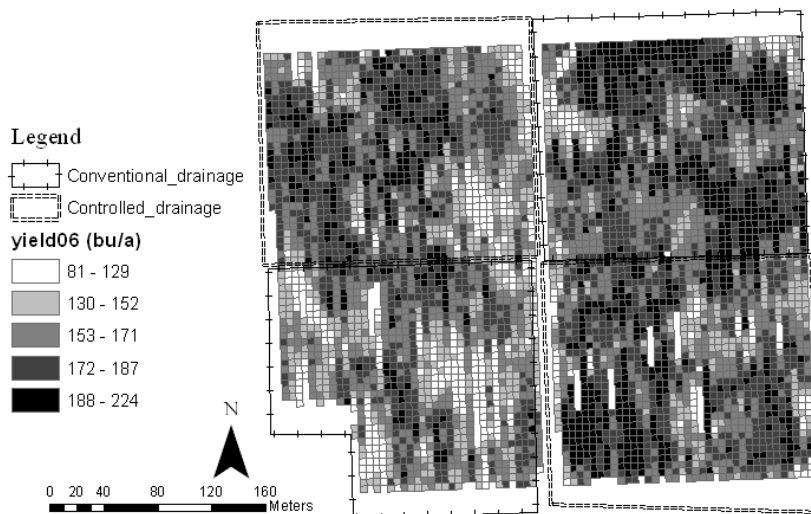 Legend
Conventional_drainage
Controlled_drainage
yield06 (bu/a)
81 - 129
130 - 152
153 - 171
172 - 187
188 - 224
N
0 20 40 80 120 160
Meters